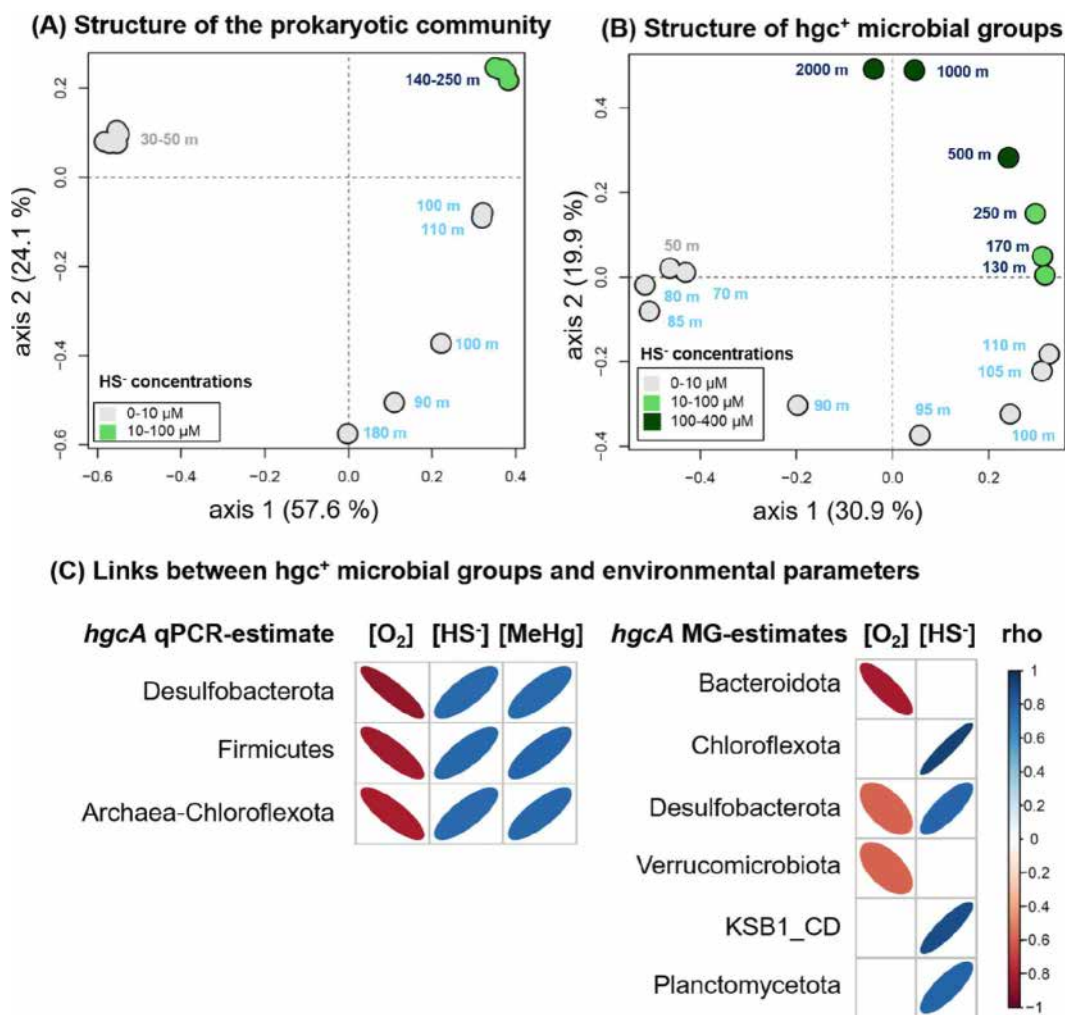 (A) Structure of the prokaryotic community
axis 2 (24.1 %)
0.2
0.0
−0.2
−0.4
−0.6
140-250 m
30-50 m
100 m
110 m
100 m
90 m
180 m
HS- concentrations
0-10 µM
10-100 µM
−0.6
−0.4
−0.2
0.0
0.2
0.4
axis 1 (57.6 %)
(B) Structure of hgc+ microbial groups
axis 2 (19.9 %)
0.4
0.2
0.0
−0.2
−0.4
2000 m
1000 m
500 m
250 m
170 m
130 m
50 m
80 m
70 m
85 m
110 m
105 m
90 m
95 m
100 m
HS- concentrations
0-10 µM
10-100 µM
100-400 µM
−0.4
−0.2
0.0
0.2
axis 1 (30.9 %)
(C) Links between hgc+ microbial groups and environmental parameters
hgcA qPCR-estimate [O2] [HS-] [MeHg]
Desulfobacterota
Firmicutes
Archaea-Chloroflexota
hgcA MG-estimates [O2] [HS-] rho
Bacteroidota
Chloroflexota
Desulfobacterota
Verrucomicrobiota
KSB1_CD
Planctomycetota
1
0.8
0.6
0.4
0.2
0
−0.2
−0.4
−0.6
−0.8
−1